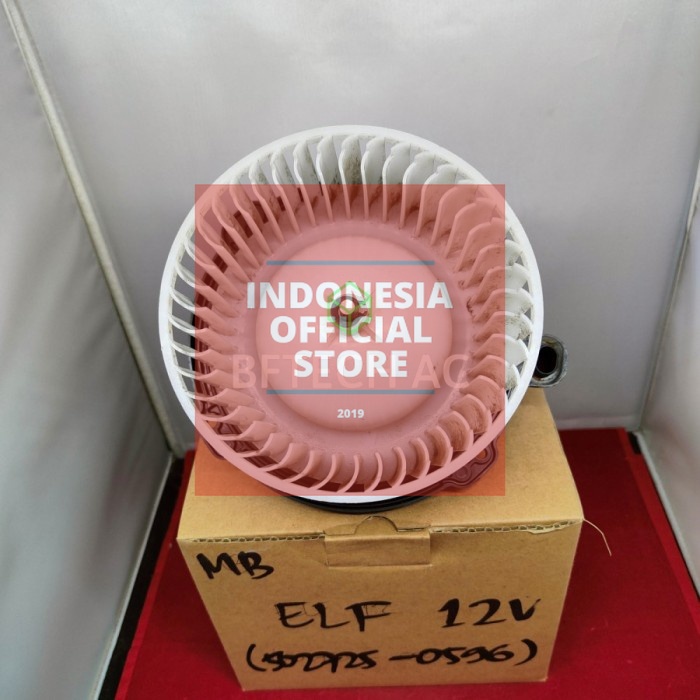 INDONESIA
OFFICIAL
STORE
BFTECH AC
2019
MB
ELF 12V